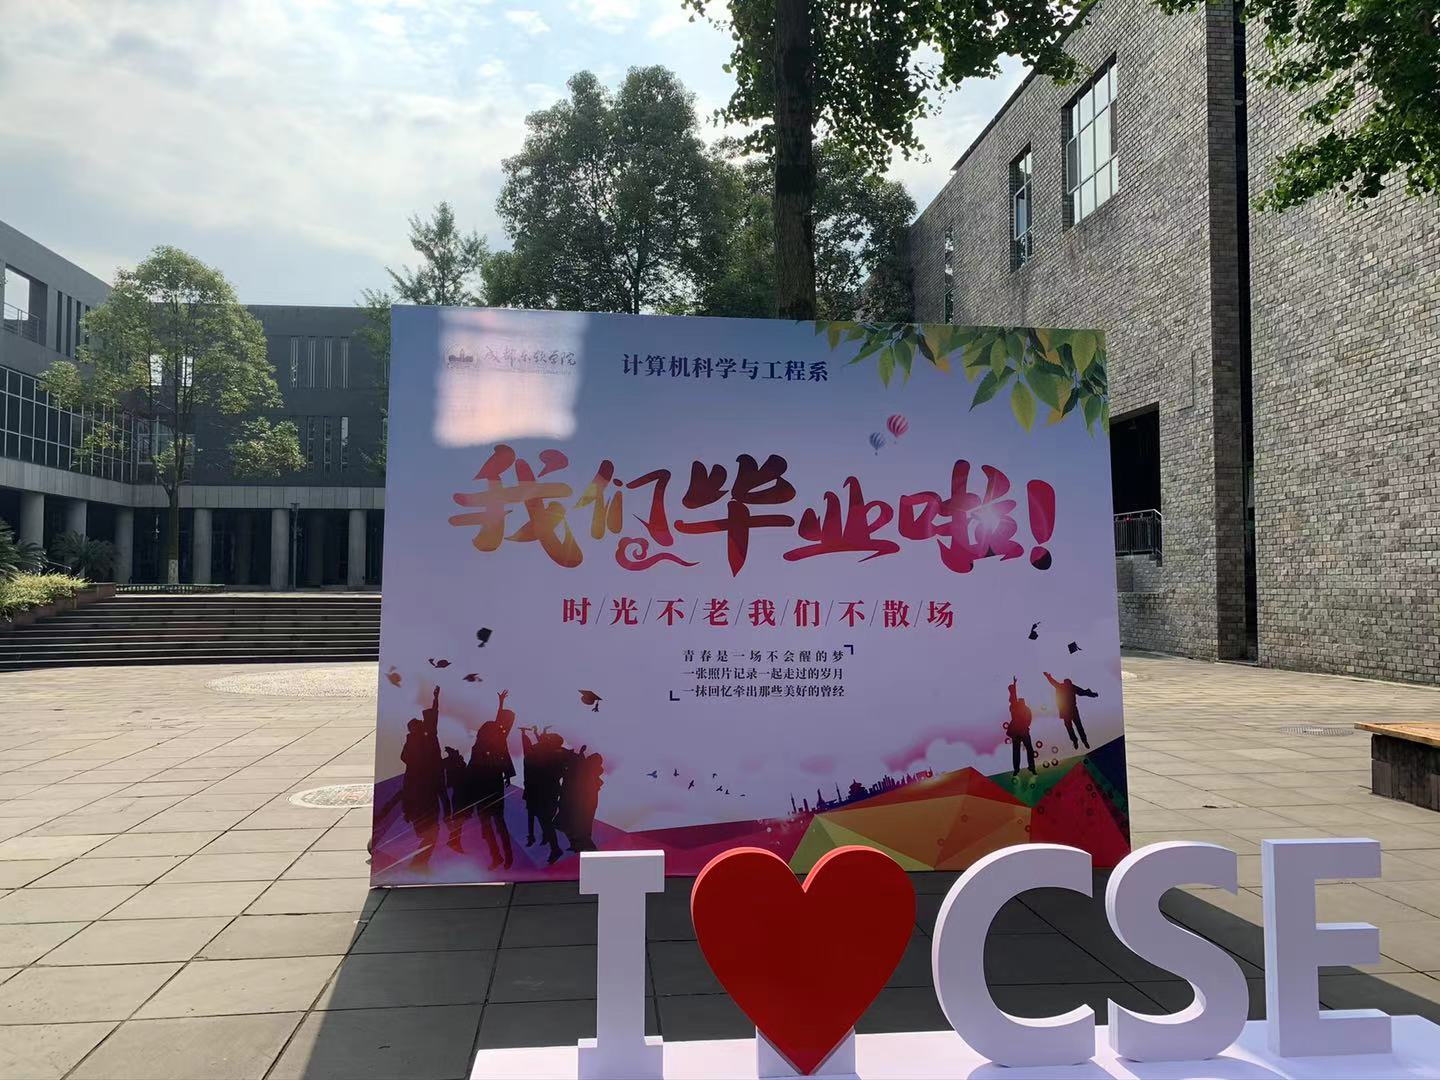 成都东软学院
计算机科学与工程系
我们毕业啦!
时/光/不/老/我/们/不/散/场
青春是一场不会醒的梦
一张照片记录一起走过的岁月
一抹回忆牵出那些美好的曾经
I CSE